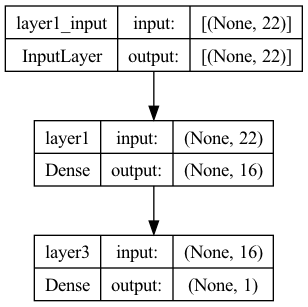 layer1_input input: [(None, 22)]
InputLayer output: [(None, 22)]
layer1 input: (None, 22)
Dense output: (None, 16)
layer3 input: (None, 16)
Dense output: (None, 1)